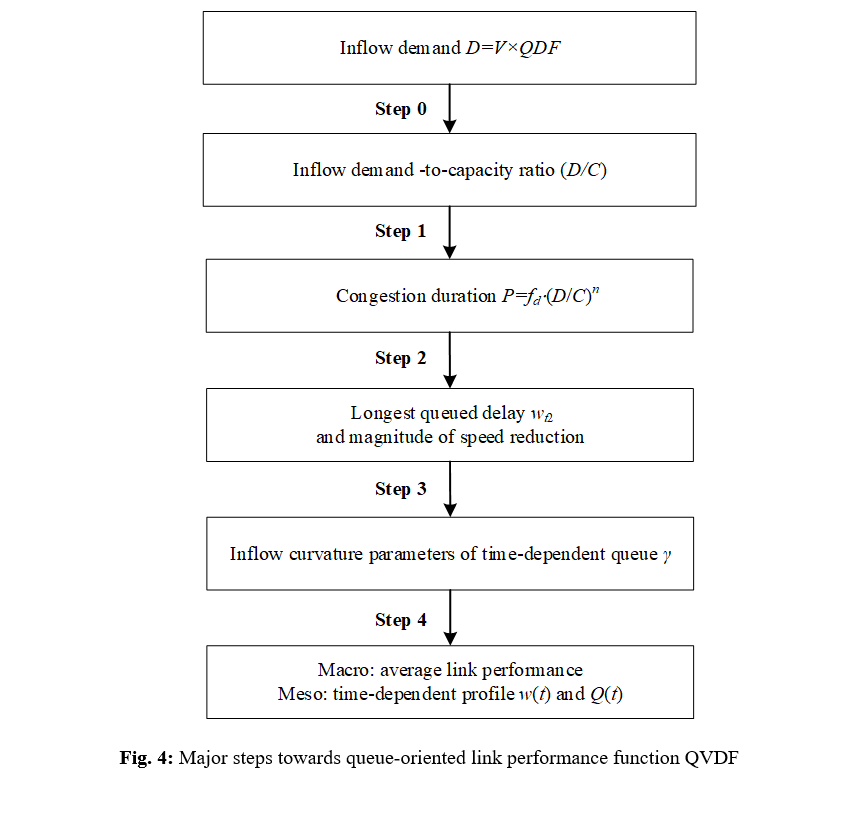 Inflow demand D=V×QDF
Step 0
Inflow demand -to-capacity ratio (D/C)
Step 1
Congestion duration P=f_d·(D/C)^n
Step 2
Longest queued delay w_t2
and magnitude of speed reduction
Step 3
Inflow curvature parameters of time-dependent queue γ
Step 4
Macro: average link performance
Meso: time-dependent profile w(t) and Q(t)
Fig. 4: Major steps towards queue-oriented link performance function QVDF